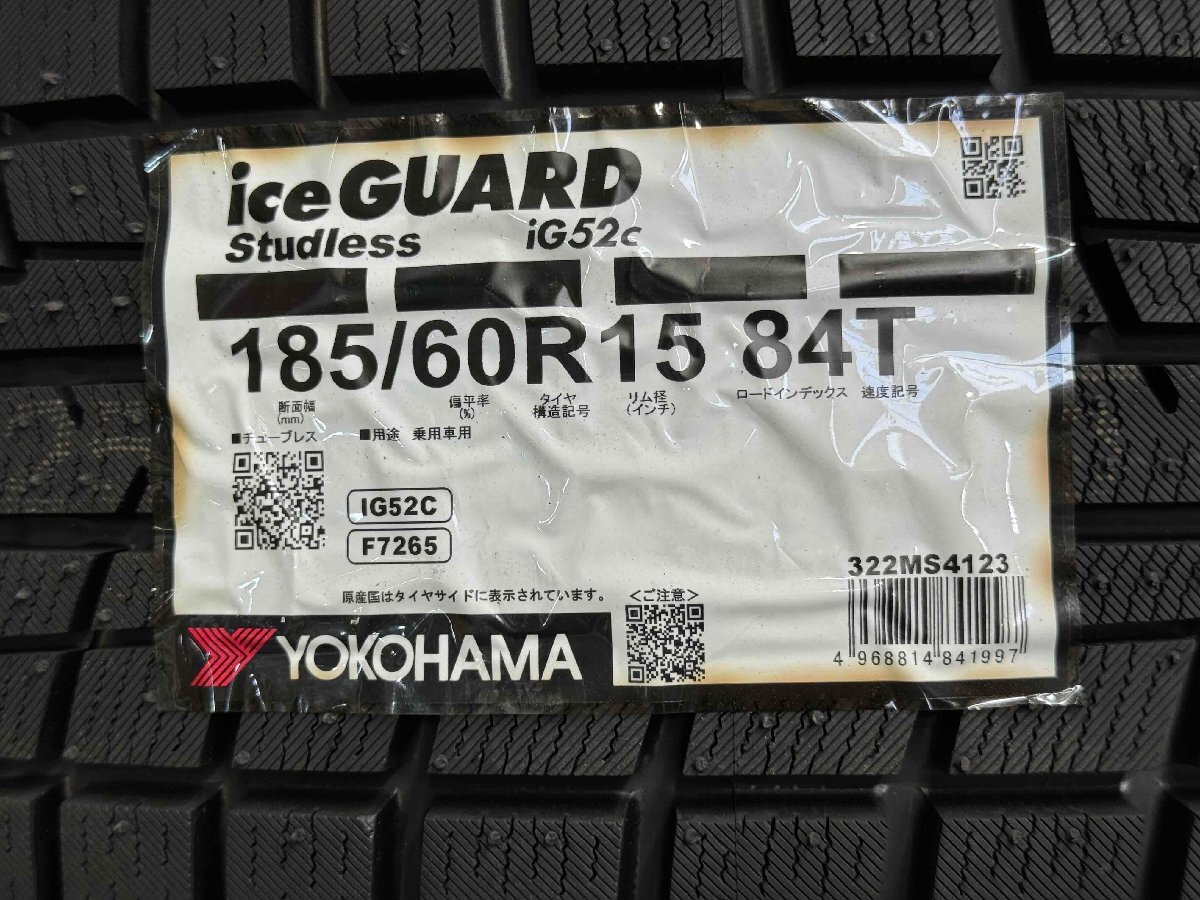 iceGUARD
Studless iG52c
185/60R15 84T
断面幅 (mm) 偏平率 (%) タイヤ構造記号 リム径 (インチ) ロードインデックス 速度記号
■チューブレス ■用途 乗用車用
IG52C
F7265
322MS4123
原産国はタイヤサイドに表示されています。 <ご注意>
YOKOHAMA
4 968814 841997